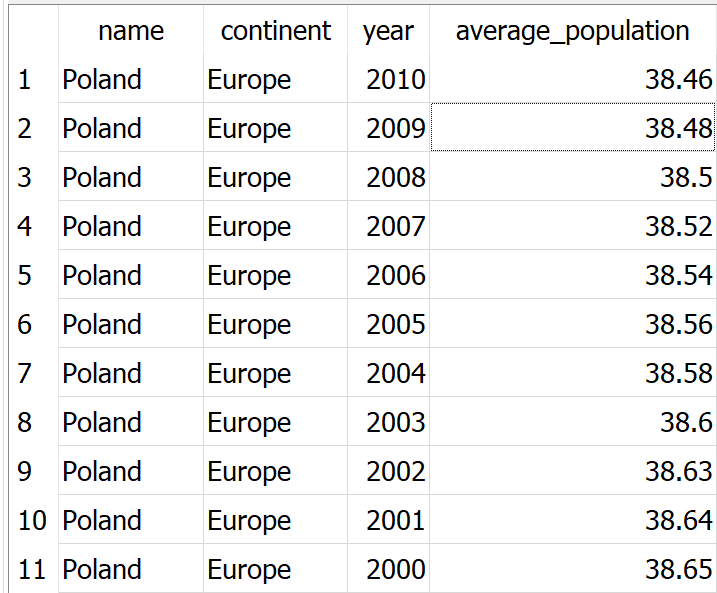 name continent year average_population
1 Poland Europe 2010 38.46
2 Poland Europe 2009 38.48
3 Poland Europe 2008 38.5
4 Poland Europe 2007 38.52
5 Poland Europe 2006 38.54
6 Poland Europe 2005 38.56
7 Poland Europe 2004 38.58
8 Poland Europe 2003 38.6
9 Poland Europe 2002 38.63
10 Poland Europe 2001 38.64
11 Poland Europe 2000 38.65